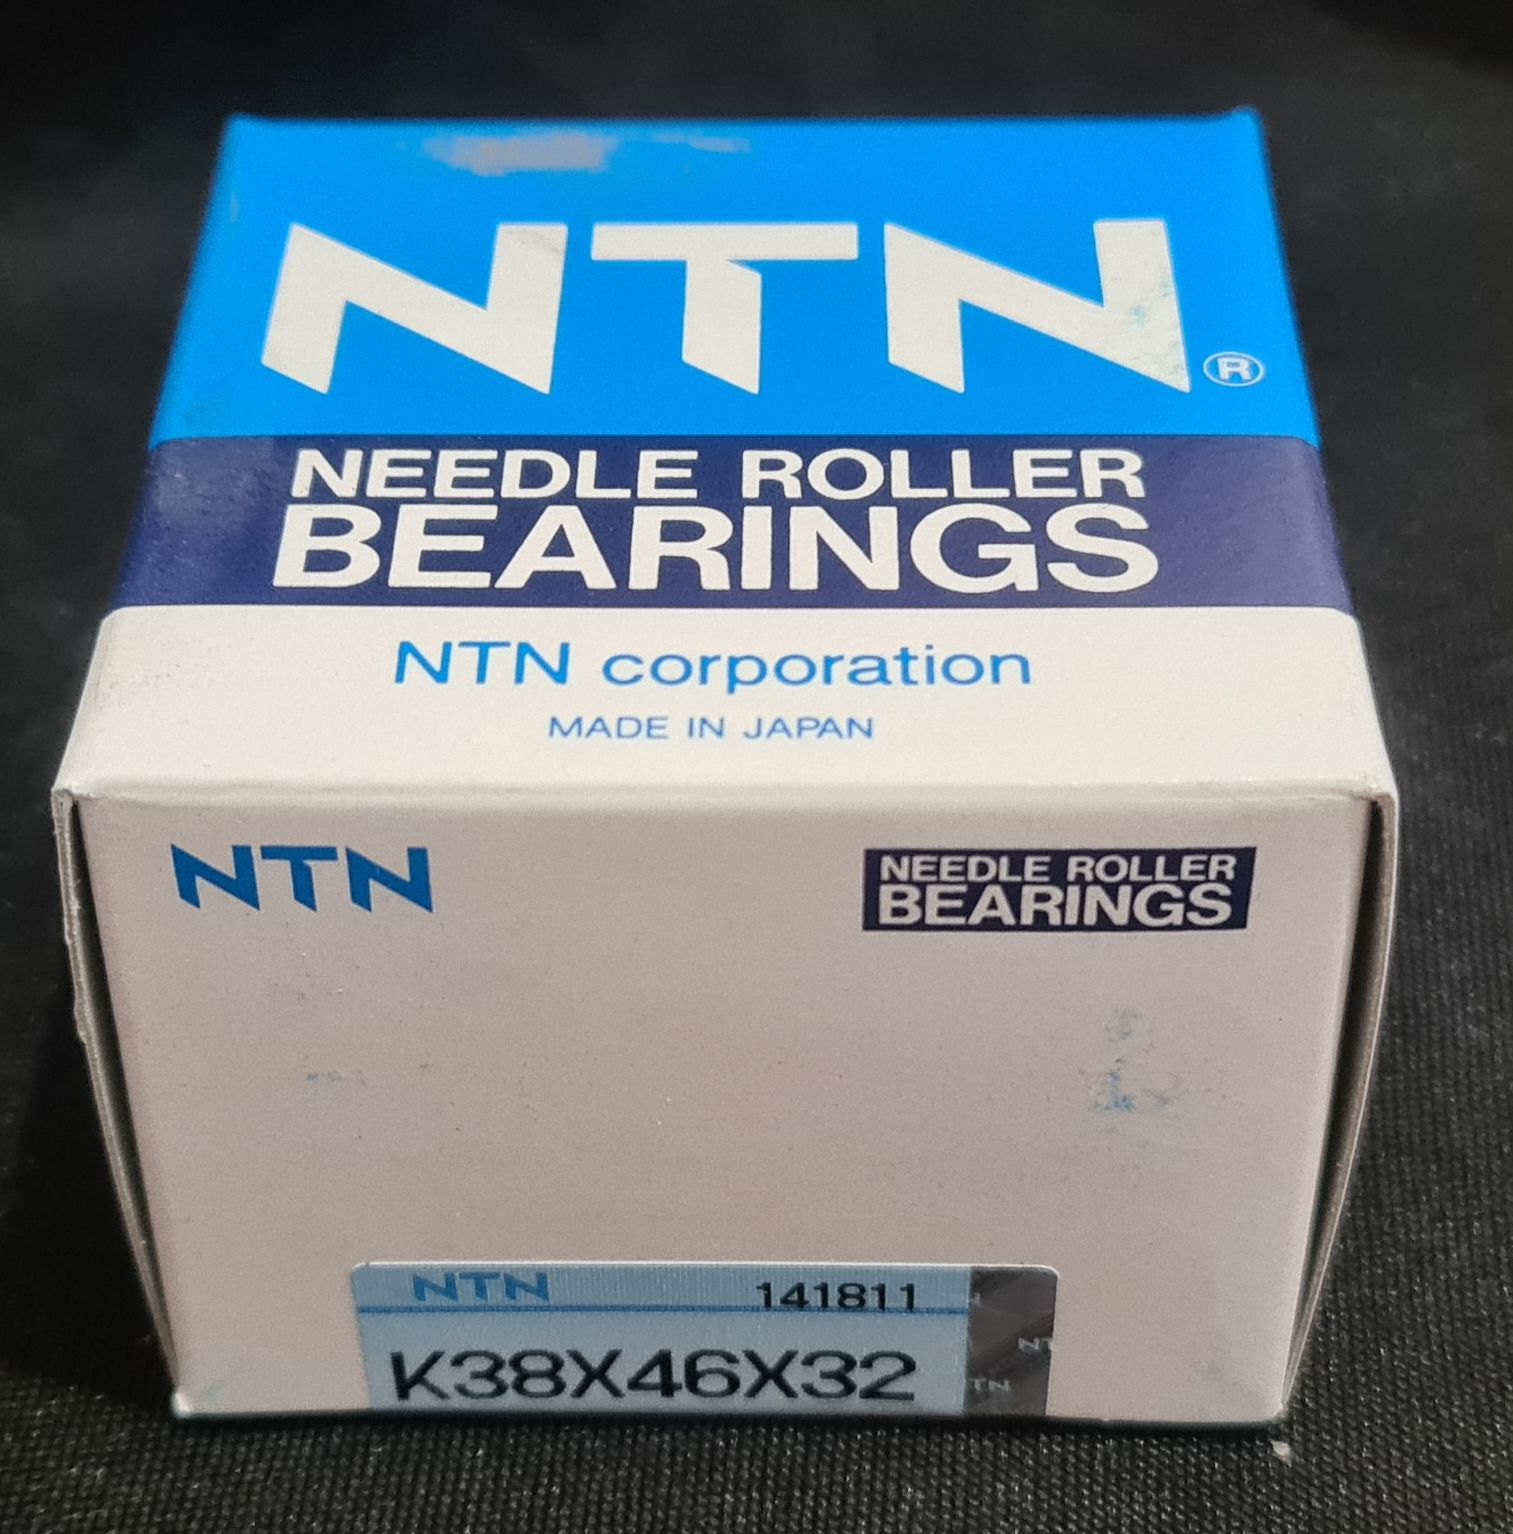 NTN®
NEEDLE ROLLER
BEARINGS
NTN corporation
MADE IN JAPAN
NTN
NEEDLE ROLLER
BEARINGS
NTN 141811
K38X46X32